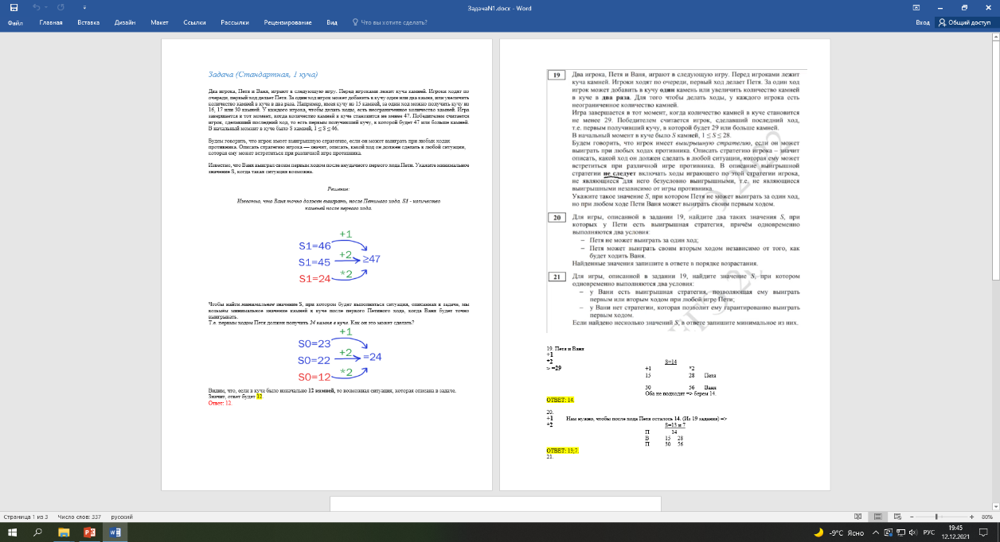 ЗадачаN1.docx - Word
Файл Главная Вставка Дизайн Макет Ссылки Рассылки Рецензирование Вид Что вы хотите сделать? Вход Общий доступ
Задача (Стандартная, 1 куча)
Два игрока, Петя и Ваня, играют в следующую игру. Перед игроками лежит куча камней. Игроки ходят по
очереди, первый ход делает Петя. За один ход игрок может добавить в кучу один или два камня, или увеличить
количество камней в куче в два раза. Например, имея кучу из 15 камней, за один ход можно получить кучу из
16, 17 или 30 камней. У каждого игрока, чтобы делать ходы, есть неограниченное количество камней. Игра
завершается в тот момент, когда количество камней в куче становится не менее 47. Победителем считается
игрок, сделавший последний ход, то есть первым получивший кучу, в которой будет 47 или больше камней.
В начальный момент в куче было S камней, 1 ≤ S ≤ 46.
Будем говорить, что игрок имеет выигрышную стратегию, если он может выиграть при любых ходах
противника. Описать стратегию игрока — значит, описать, какой ход он должен сделать в любой ситуации,
которая ему может встретиться при различной игре противника.
Известно, что Ваня выиграл своим первым ходом после неудачного первого хода Пети. Укажите минимальное
значение S, когда такая ситуация возможна.
Решение:
Известно, что Ваня точно должен выиграть, после Петиного хода. S1 - количество
камней после первого хода.
+1
S1=46
+2
S1=45 ≥47
*2
S1=24
Чтобы найти минимальное значение S, при котором будет выполняться ситуация, описанная в задаче, мы
возьмём минимальное значение камней в куче после первого Петиного хода, когда Ваня будет точно
выигрывать.
Т.е. первым ходом Петя должен получить 24 камня в куче. Как он это может сделать?
+1
S0=23
+2
S0=22 =24
*2
S0=12
Видим, что, если в куче было изначально 12 камней, то возможная ситуация, которая описана в задаче.
Значит, ответ будет 12.
Ответ: 12.
19 Два игрока, Петя и Ваня, играют в следующую игру. Перед игроками лежит
куча камней. Игроки ходят по очереди, первый ход делает Петя. За один ход
игрок может добавить в кучу один камень или увеличить количество камней
в куче в два раза. Для того чтобы делать ходы, у каждого игрока есть
неограниченное количество камней.
Игра завершается в тот момент, когда количество камней в куче становится
не менее 29. Победителем считается игрок, сделавший последний ход,
т.е. первым получивший кучу, в которой будет 29 или больше камней.
В начальный момент в куче было S камней, 1 ≤ S ≤ 28.
Будем говорить, что игрок имеет выигрышную стратегию, если он может
выиграть при любых ходах противника. Описать стратегию игрока – значит
описать, какой ход он должен сделать в любой ситуации, которая ему может
встретиться при различной игре противника. В описание выигрышной
стратегии не следует включать ходы играющего по этой стратегии игрока,
не являющиеся для него безусловно выигрышными, т.е. не являющиеся
выигрышными независимо от игры противника.
Укажите такое значение S, при котором Петя не может выиграть за один ход,
но при любом ходе Пети Ваня может выиграть своим первым ходом.
20 Для игры, описанной в задании 19, найдите два таких значения S, при
которых у Пети есть выигрышная стратегия, причём одновременно
выполняются два условия:
– Петя не может выиграть за один ход;
– Петя может выиграть своим вторым ходом независимо от того, как
будет ходить Ваня.
Найденные значения запишите в ответе в порядке возрастания.
21 Для игры, описанной в задании 19, найдите значение S, при котором
одновременно выполняются два условия:
– у Вани есть выигрышная стратегия, позволяющая ему выиграть
первым или вторым ходом при любой игре Пети;
– у Вани нет стратегии, которая позволит ему гарантированно выиграть
первым ходом.
Если найдено несколько значений S, в ответе запишите минимальное из них.
19. Петя и Ваня
+1
*2 S=14
> =29 +1 *2
15 28 Петя
30 56 Ваня
Оба не подходят => берем 14.
ОТВЕТ: 14.
20.
+1 Нам нужно, чтобы после хода Петя осталось 14. (Из 19 задания) =>
*2 S=13 и 7
П 14
В 15 28
П 30 56
ОТВЕТ: 13;7.
21.
Страница 1 из 3 Число слов: 337 русский 80%
-9°C Ясно РУС 19:45
12.12.2021